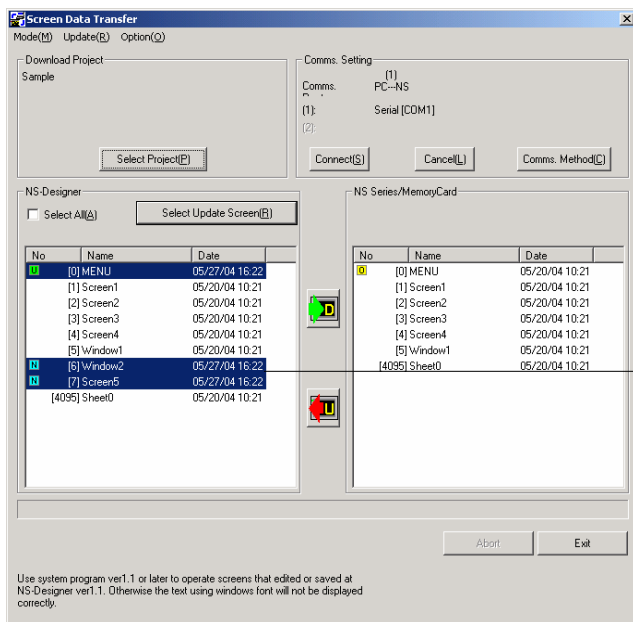 Screen Data Transfer
Mode(M) Update(R) Option(O)
Download Project
Sample
Select Project(P)
Comms. Setting
(1)
Comms. PC---NS
(1): Serial [COM1]
(2):
Connect(S) Cancel(L) Comms. Method(C)
NS-Designer
Select All(A) Select Update Screen(R)
No Name Date
U [0] MENU 05/27/04 16:22
[1] Screen1 05/20/04 10:21
[2] Screen2 05/20/04 10:21
[3] Screen3 05/20/04 10:21
[4] Screen4 05/20/04 10:21
[5] Window1 05/20/04 10:21
N [6] Window2 05/27/04 16:22
N [7] Screen5 05/27/04 16:22
[4095] Sheet0 05/20/04 10:21
D
U
NS Series/MemoryCard
No Name Date
O [0] MENU 05/20/04 10:21
[1] Screen1 05/20/04 10:21
[2] Screen2 05/20/04 10:21
[3] Screen3 05/20/04 10:21
[4] Screen4 05/20/04 10:21
[5] Window1 05/20/04 10:21
[4095] Sheet0 05/20/04 10:21
Abort Exit
Use system program ver1.1 or later to operate screens that edited or saved at
NS-Designer ver1.1. Otherwise the text using windows font will not be displayed
correctly.